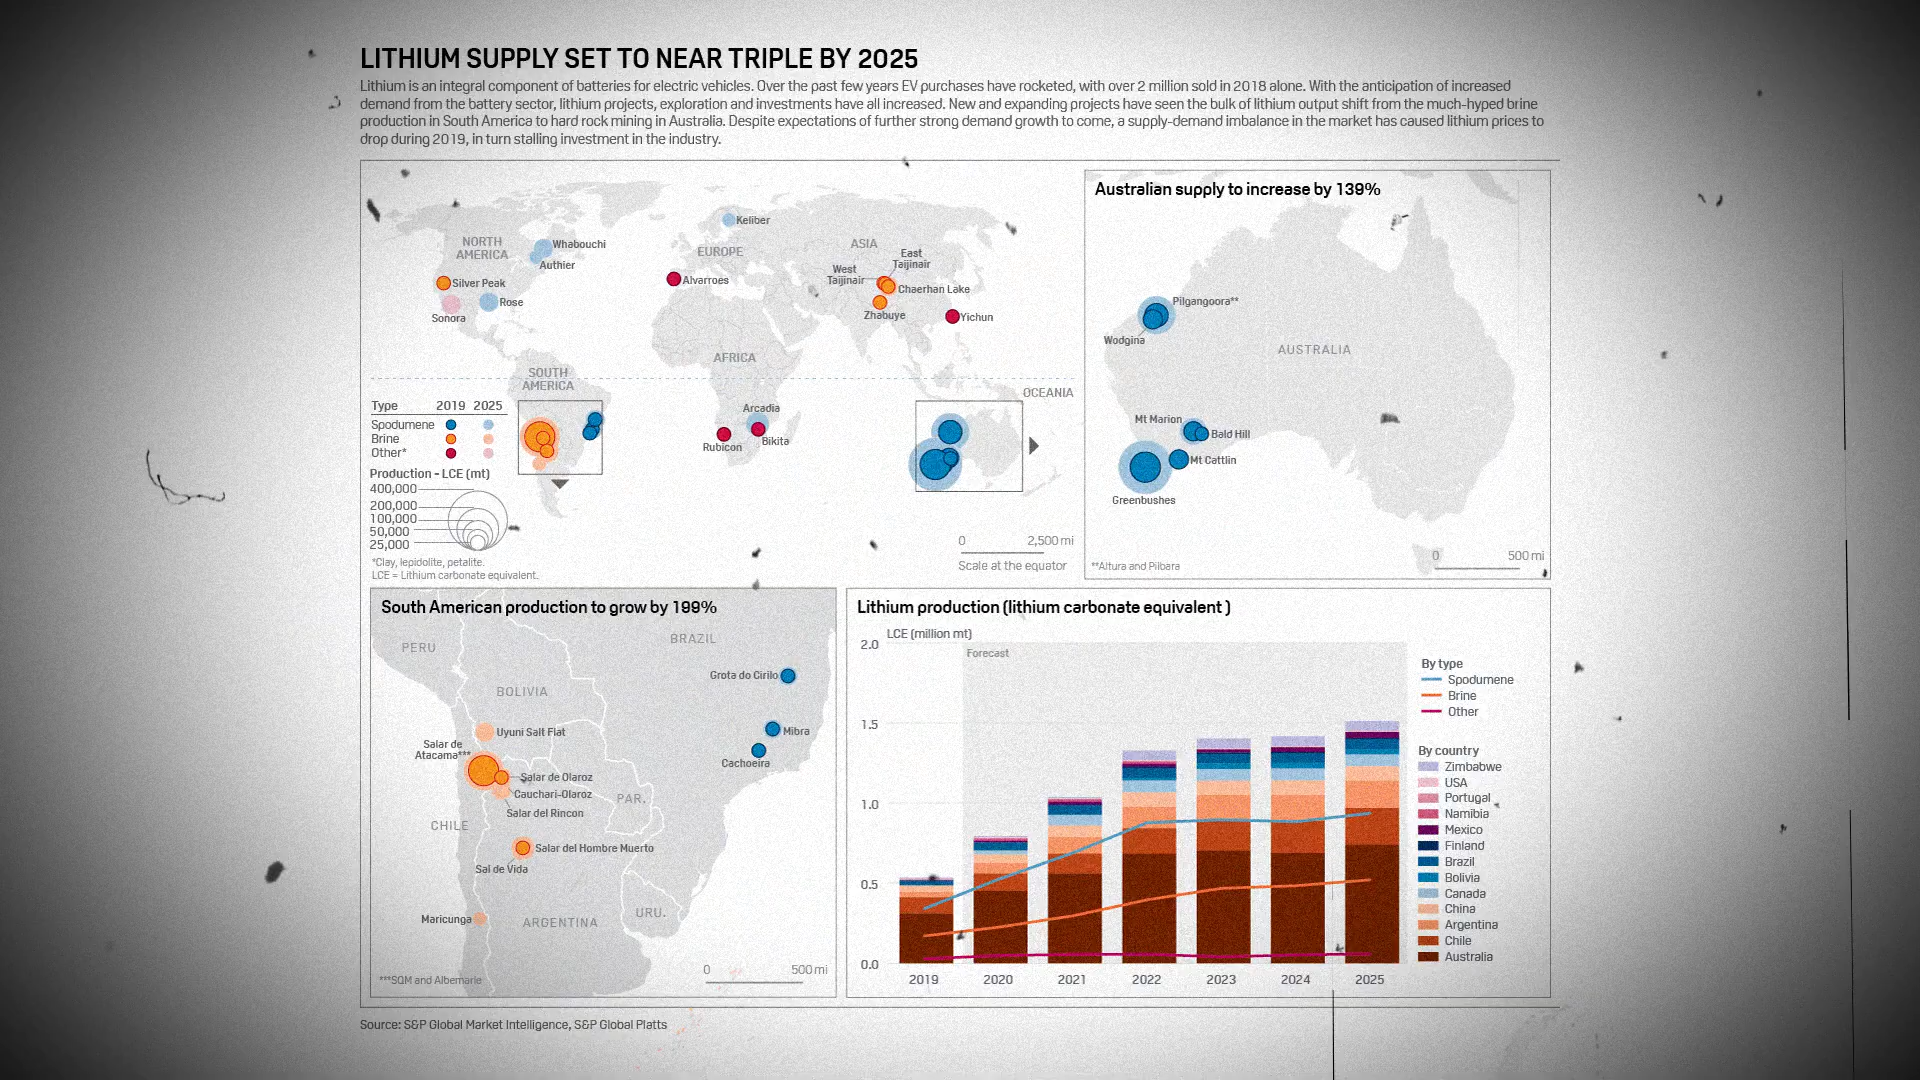 LITHIUM SUPPLY SET TO NEAR TRIPLE BY 2025
Lithium is an integral component of batteries for electric vehicles. Over the past few years EV purchases have rocketed, with over 2 million sold in 2018 alone. With the anticipation of increased
demand from the battery sector, lithium projects, exploration and investments have all increased. New and expanding projects have seen the bulk of lithium output shift from the much-hyped brine
production in South America to hard rock mining in Australia. Despite expectations of further strong demand growth to come, a supply-demand imbalance in the market has caused lithium prices to
drop during 2019, in turn stalling investment in the industry.
Keliber
NORTH
AMERICA
Whabouchi
Authier
EUROPE
ASIA
East
Taijinair
West
Taijinair
Silver Peak
Alvarroes
Chaerhan Lake
Rose
Sonora
Zhabuye
Yichun
AFRICA
SOUTH
AMERICA
OCEANIA
Arcadia
Rubicon
Bikita
Type 2019 2025
Spodumene
Brine
Other*
Production - LCE (mt)
400,000
200,000
100,000
50,000
25,000
*Clay, lepidolite, petalite.
LCE = Lithium carbonate equivalent.
0 2,500 mi
Scale at the equator
Australian supply to increase by 139%
Pilgangoora**
Wodgina
AUSTRALIA
Mt Marion
Bald Hill
Mt Cattlin
Greenbushes
0 500 mi
**Altura and Pilbara
South American production to grow by 199%
PERU
BRAZIL
Grota do Cirilo
BOLIVIA
Uyuni Salt Flat
Mibra
Salar de
Atacama***
Cachoeira
Salar de Olaroz
Cauchari-Olaroz
PAR.
Salar del Rincon
CHILE
Salar del Hombre Muerto
Sal de Vida
Maricunga
ARGENTINA
URU.
0 500 mi
***SQM and Albemarle
Lithium production (lithium carbonate equivalent )
LCE (million mt)
2.0
Forecast
1.5
1.0
0.5
0.0
2019 2020 2021 2022 2023 2024 2025
By type
Spodumene
Brine
Other
By country
Zimbabwe
USA
Portugal
Namibia
Mexico
Finland
Brazil
Bolivia
Canada
China
Argentina
Chile
Australia
Source: S&P Global Market Intelligence, S&P Global Platts